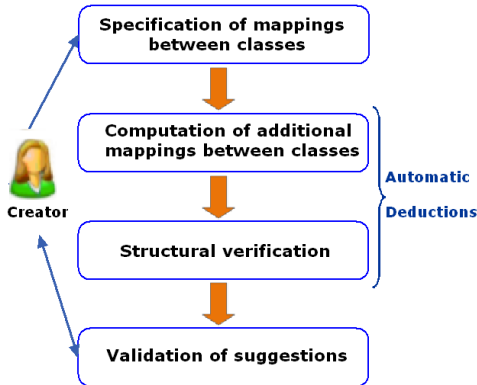 Specification of mappings
between classes
Computation of additional
mappings between classes
Automatic
Deductions
Creator
Structural verification
Validation of suggestions